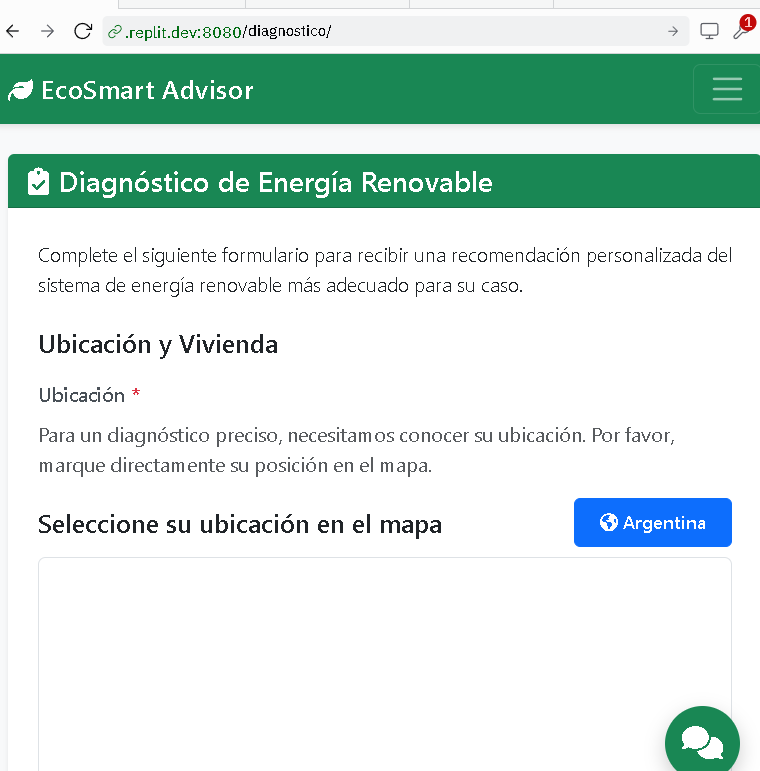 .replit.dev:8080/diagnostico/
1
EcoSmart Advisor
Diagnóstico de Energía Renovable
Complete el siguiente formulario para recibir una recomendación personalizada del
sistema de energía renovable más adecuado para su caso.
Ubicación y Vivienda
Ubicación *
Para un diagnóstico preciso, necesitamos conocer su ubicación. Por favor,
marque directamente su posición en el mapa.
Seleccione su ubicación en el mapa
Argentina